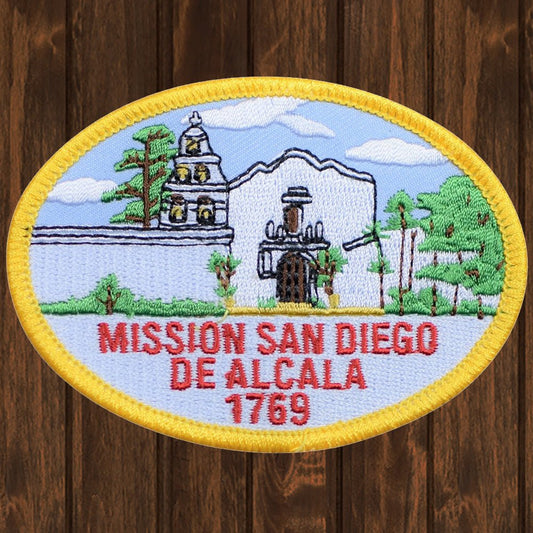 MISSION SAN DIEGO
DE ALCALA
1769